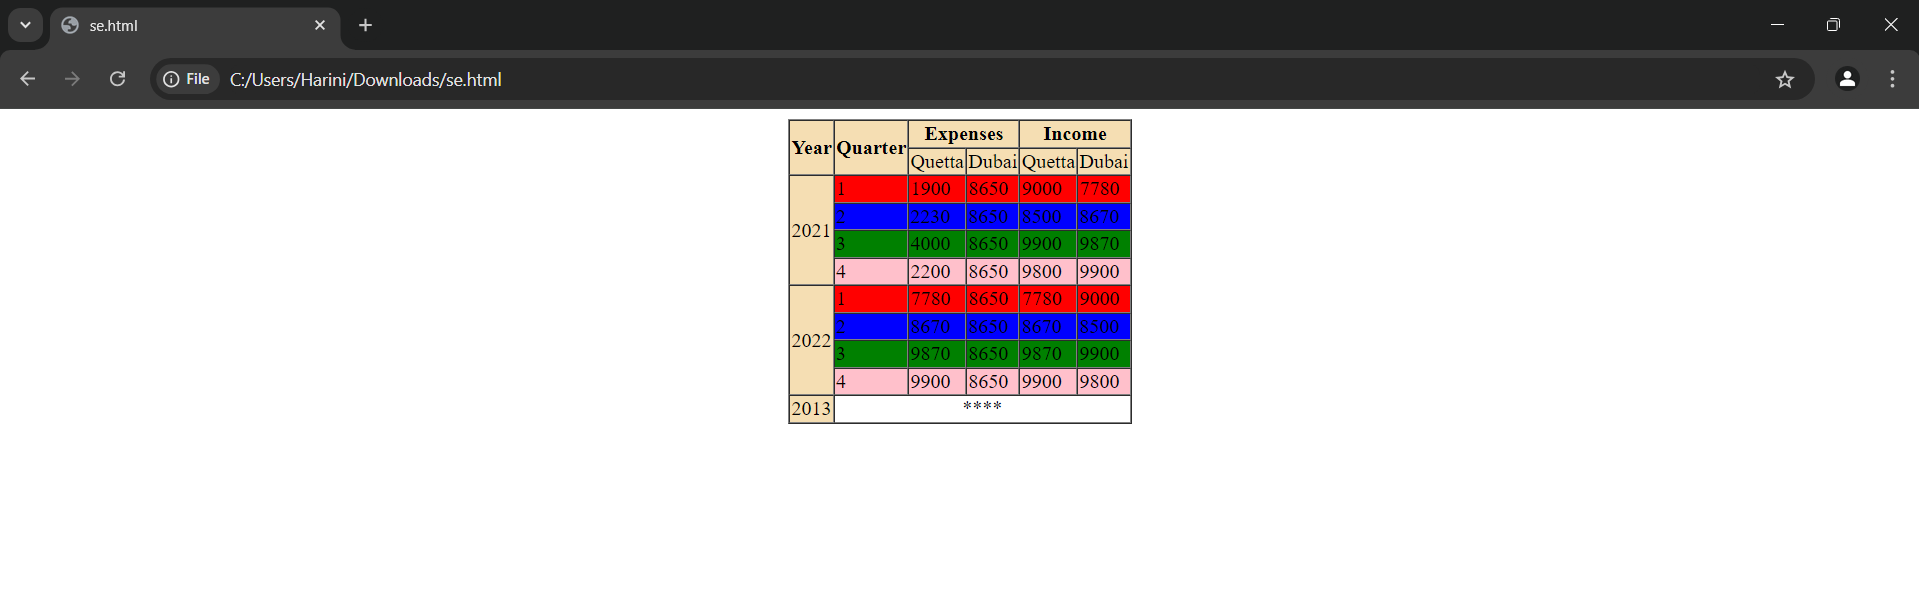 se.html
File C:/Users/Harini/Downloads/se.html
Year Quarter Expenses Income
Quetta Dubai Quetta Dubai
2021 1 1900 8650 9000 7780
2 2230 8650 8500 8670
3 4000 8650 9900 9870
4 2200 8650 9800 9900
2022 1 7780 8650 7780 9000
2 8670 8650 8670 8500
3 9870 8650 9870 9900
4 9900 8650 9900 9800
2013 ****